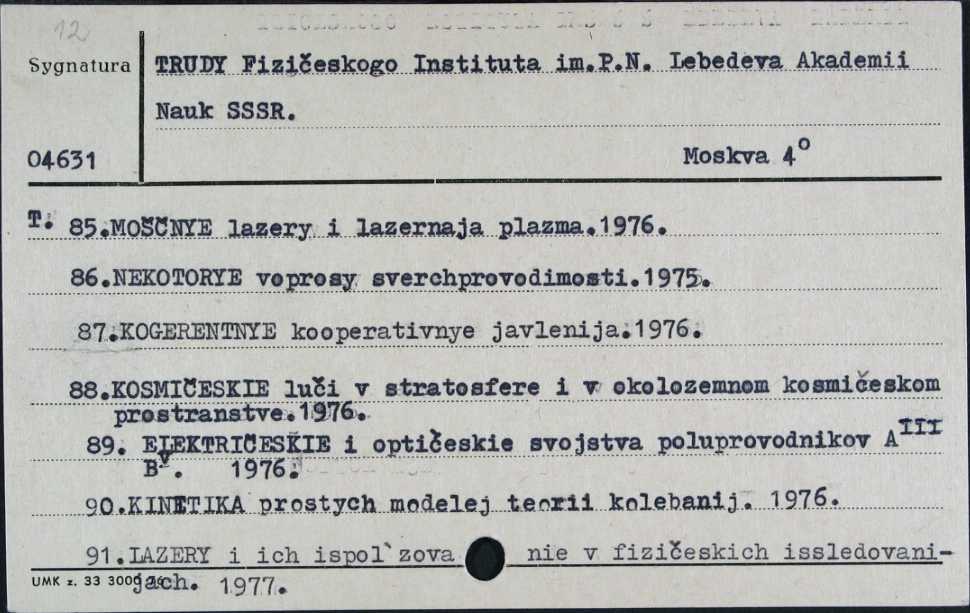 12
Sygnatura TRUDY Fizičeskogo Instituta im.P.N. Lebedeva Akademii
Nauk SSSR.
04631 Moskva 4°
T. 85.MOŠČNYE lazery i lazernaja plazma.1976.
86.NEKOTORYE voprosy sverchprovodimosti.1975.
87.KOGERENTNYE kooperativnye javlenija.1976.
88.KOSMIČESKIE luči v stratosfere i v okolozemnom kosmičeskom
prostranstve.1976.
89. ELEKTRIČESKIE i optičeskie svojstva poluprovodnikov A^III
B^V. 1976.
90.KINETIKA prostych modelej teorii kolebanij. 1976.
91.LAZERY i ich ispol`zova nie v fizičeskich issledovani-
UMK z. 33 3000 76 jach. 1977.